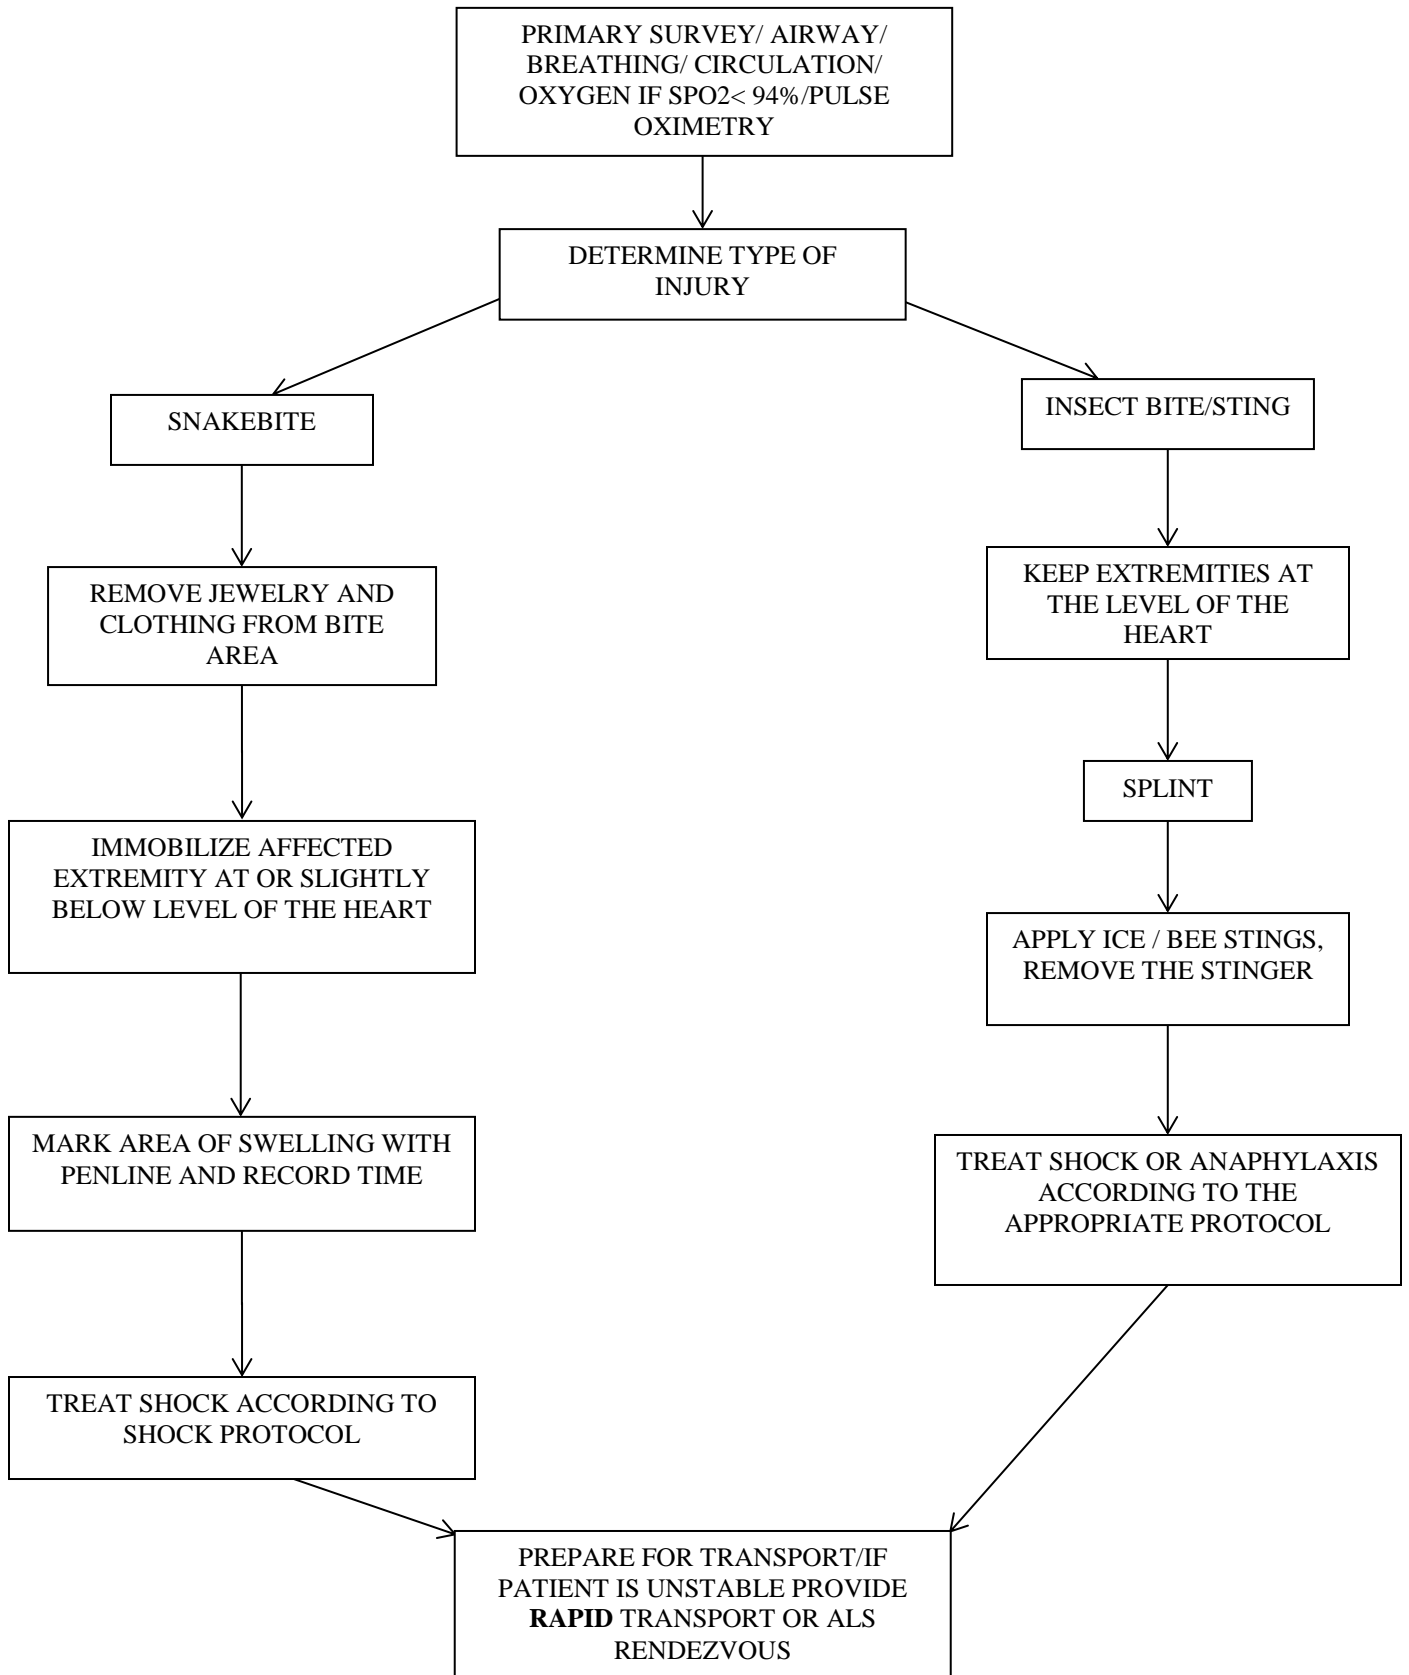 PRIMARY SURVEY/ AIRWAY/
BREATHING/ CIRCULATION/
OXYGEN IF SPO2< 94%/PULSE
OXIMETRY
DETERMINE TYPE OF
INJURY
SNAKEBITE
REMOVE JEWELRY AND
CLOTHING FROM BITE
AREA
IMMOBILIZE AFFECTED
EXTREMITY AT OR SLIGHTLY
BELOW LEVEL OF THE HEART
MARK AREA OF SWELLING WITH
PENLINE AND RECORD TIME
TREAT SHOCK ACCORDING TO
SHOCK PROTOCOL
INSECT BITE/STING
KEEP EXTREMITIES AT
THE LEVEL OF THE
HEART
SPLINT
APPLY ICE / BEE STINGS,
REMOVE THE STINGER
TREAT SHOCK OR ANAPHYLAXIS
ACCORDING TO THE
APPROPRIATE PROTOCOL
PREPARE FOR TRANSPORT/IF
PATIENT IS UNSTABLE PROVIDE
RAPID TRANSPORT OR ALS
RENDEZVOUS